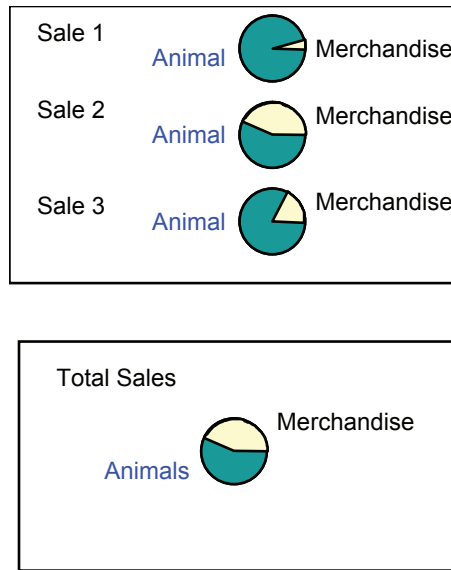 Sale 1
Animal
Merchandise
Sale 2
Animal
Merchandise
Sale 3
Animal
Merchandise
Total Sales
Merchandise
Animals